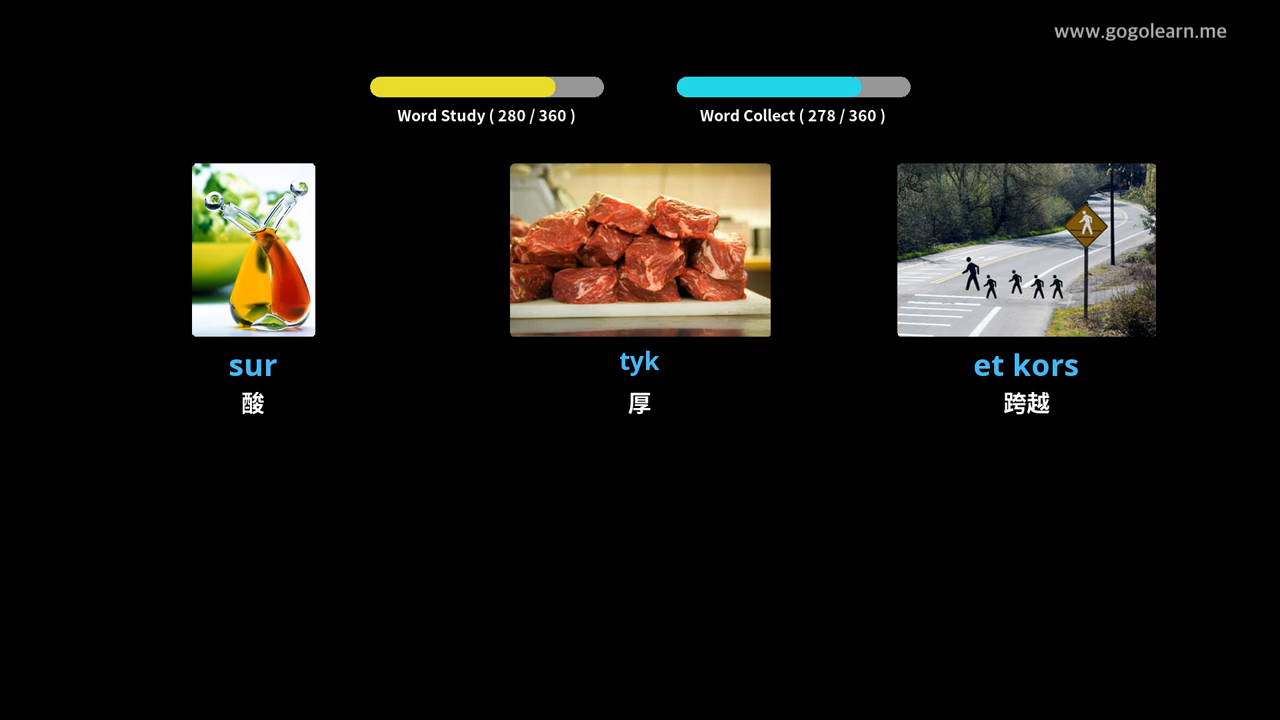 www.gogolearn.me
Word Study ( 280 / 360 )
Word Collect ( 278 / 360 )
sur
酸
tyk
厚
et kors
跨越